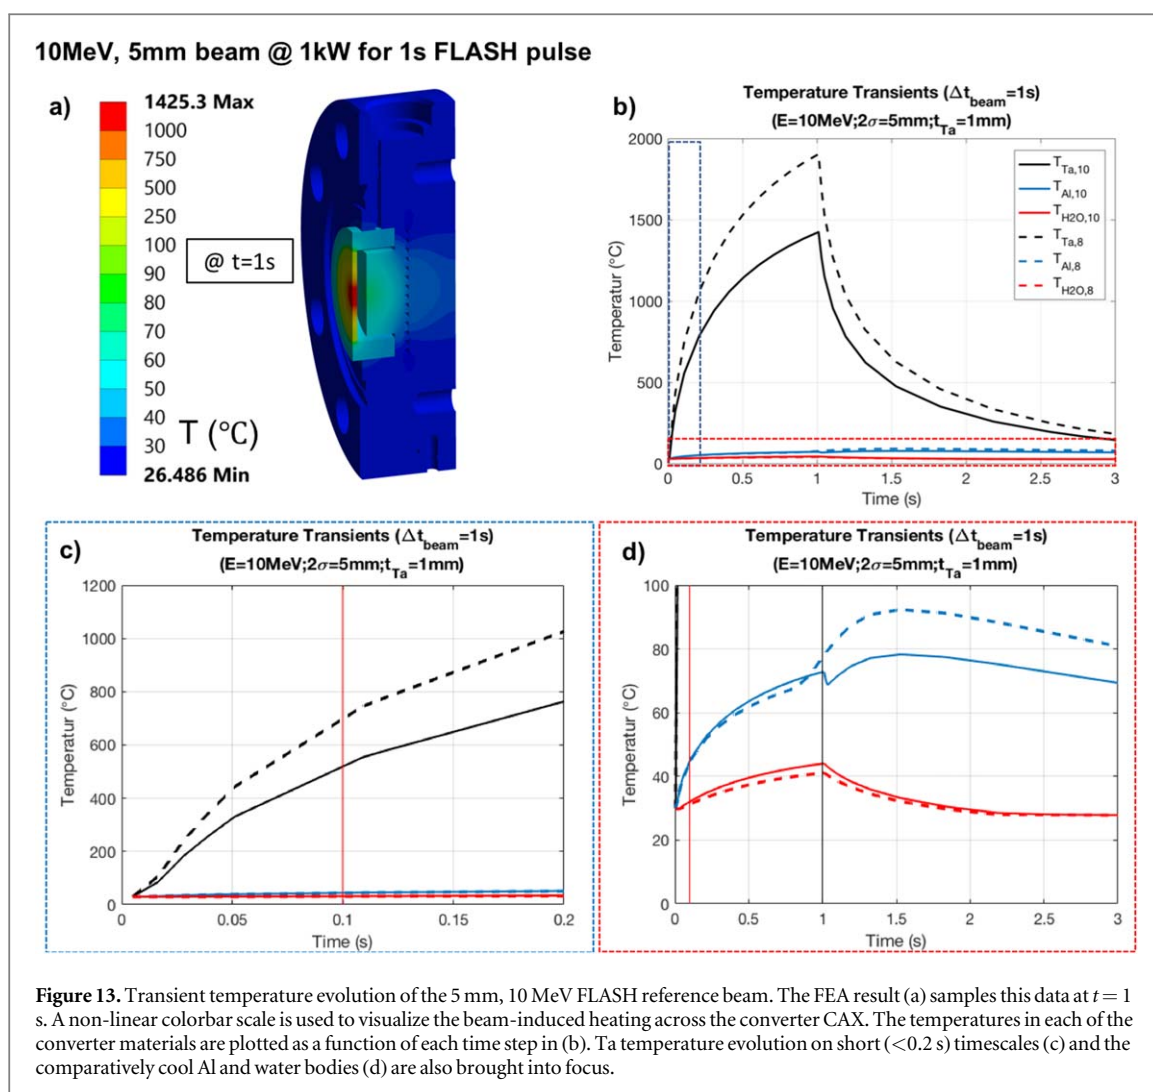 10MeV, 5mm beam @ 1kW for 1s FLASH pulse
a)
1425.3 Max
1000
750
500
250
100
90
80
70
60
50
40
30
26.486 Min
T (°C)
@ t=1s
b)
Temperature Transients (Δt_beam=1s)
(E=10MeV;2σ=5mm;t_Ta=1mm)
Temperatur (°C)
2000
1500
1000
500
0
0
0.5
1
1.5
2
2.5
3
Time (s)
T_Ta,10
T_Al,10
T_H2O,10
T_Ta,8
T_Al,8
T_H2O,8
c)
Temperature Transients (Δt_beam=1s)
(E=10MeV;2σ=5mm;t_Ta=1mm)
Temperatur (°C)
1200
1000
800
600
400
200
0
0
0.05
0.1
0.15
0.2
Time (s)
d)
Temperature Transients (Δt_beam=1s)
(E=10MeV;2σ=5mm;t_Ta=1mm)
Temperatur (°C)
100
80
60
40
20
0
0
0.5
1
1.5
2
2.5
3
Time (s)
Figure 13. Transient temperature evolution of the 5 mm, 10 MeV FLASH reference beam. The FEA result (a) samples this data at t = 1
s. A non-linear colorbar scale is used to visualize the beam-induced heating across the converter CAX. The temperatures in each of the
converter materials are plotted as a function of each time step in (b). Ta temperature evolution on short (<0.2 s) timescales (c) and the
comparatively cool Al and water bodies (d) are also brought into focus.